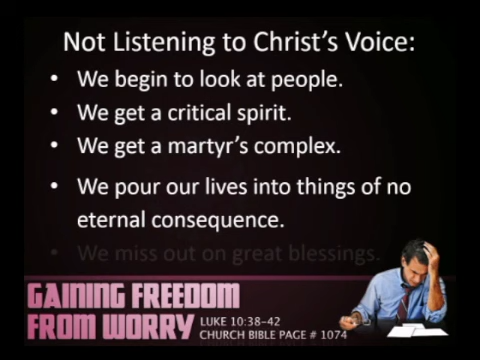 Not Listening to Christ's Voice:
• We begin to look at people.
• We get a critical spirit.
• We get a martyr's complex.
• We pour our lives into things of no
eternal consequence.
• We miss out on great blessings.
GAINING FREEDOM
FROM WORRY
LUKE 10:38-42
CHURCH BIBLE PAGE # 1074